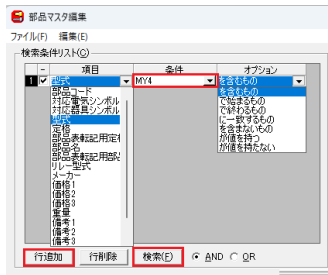 部品マスタ編集
ファイル(F) 編集(E)
検索条件リスト(C)
- 項目 条件 オプション
1 型式 MY4 を含むもの
部品コード
対応電気シンボル
対応器具シンボル
型式
定格
部品表転記用定格
部品名
部品表転記用部品
リレー型式
メーカー
価格1
価格2
価格3
重量
備考1
備考2
備考3
を含むもの
で始まるもの
で終わるもの
に一致するもの
を含まないもの
が値を持つ
が値を持たない
行追加 行削除 検索(F) AND OR